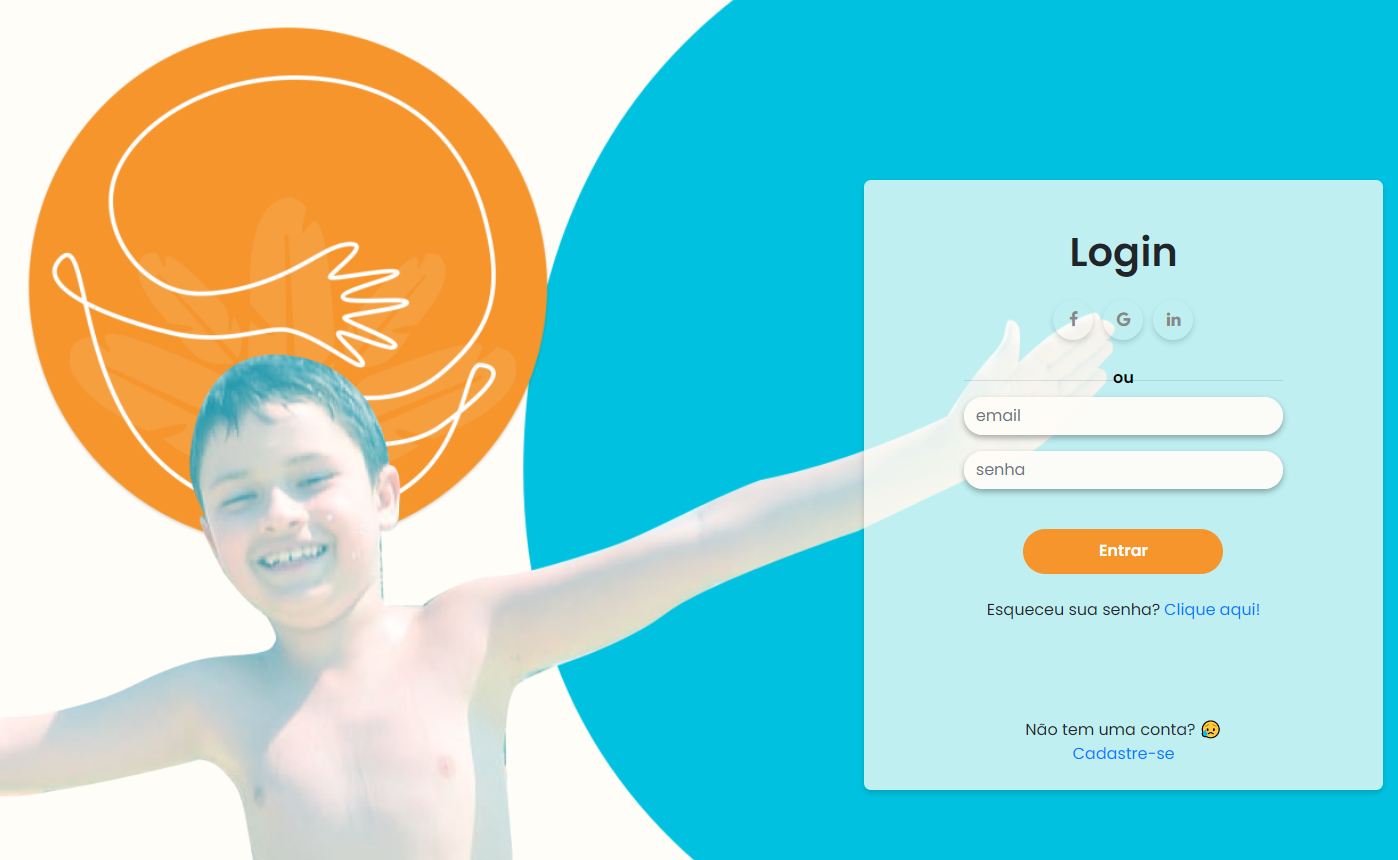 Login
f G in
ou
email
senha
Entrar
Esqueceu sua senha? Clique aqui!
Não tem uma conta? 😥
Cadastre-se